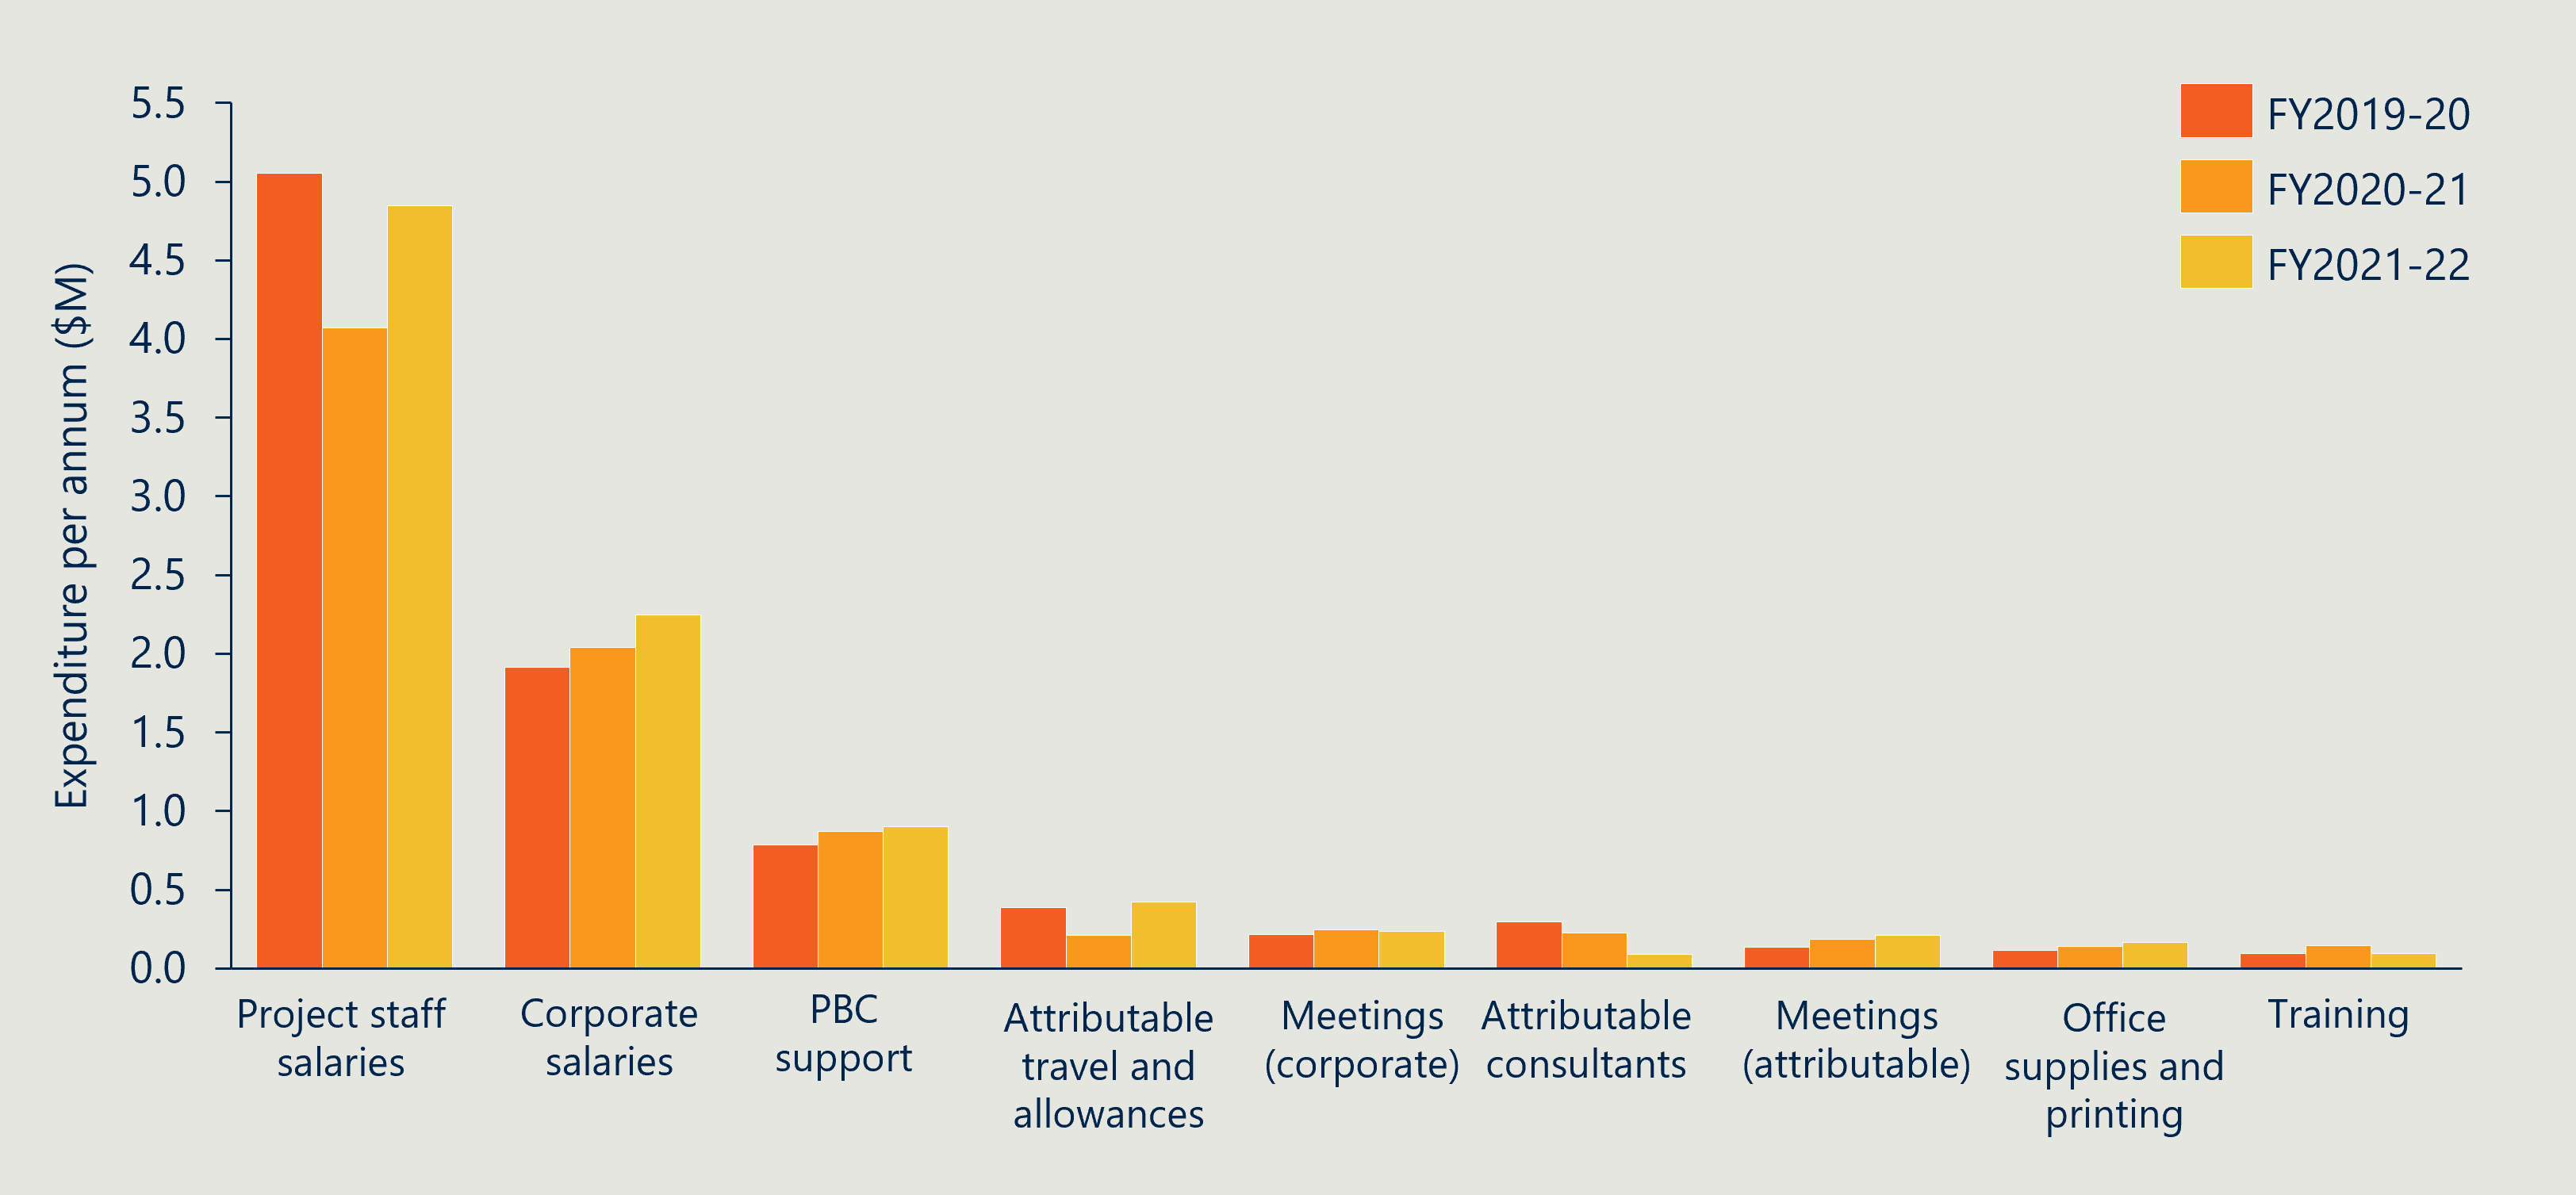 FY2019-20
FY2020-21
FY2021-22
Expenditure per annum ($M)
5.5
5.0
4.5
4.0
3.5
3.0
2.5
2.0
1.5
1.0
0.5
0.0
Project staff
salaries
Corporate
salaries
PBC
support
Attributable
travel and
allowances
Meetings
(corporate)
Attributable
consultants
Meetings
(attributable)
Office
supplies and
printing
Training